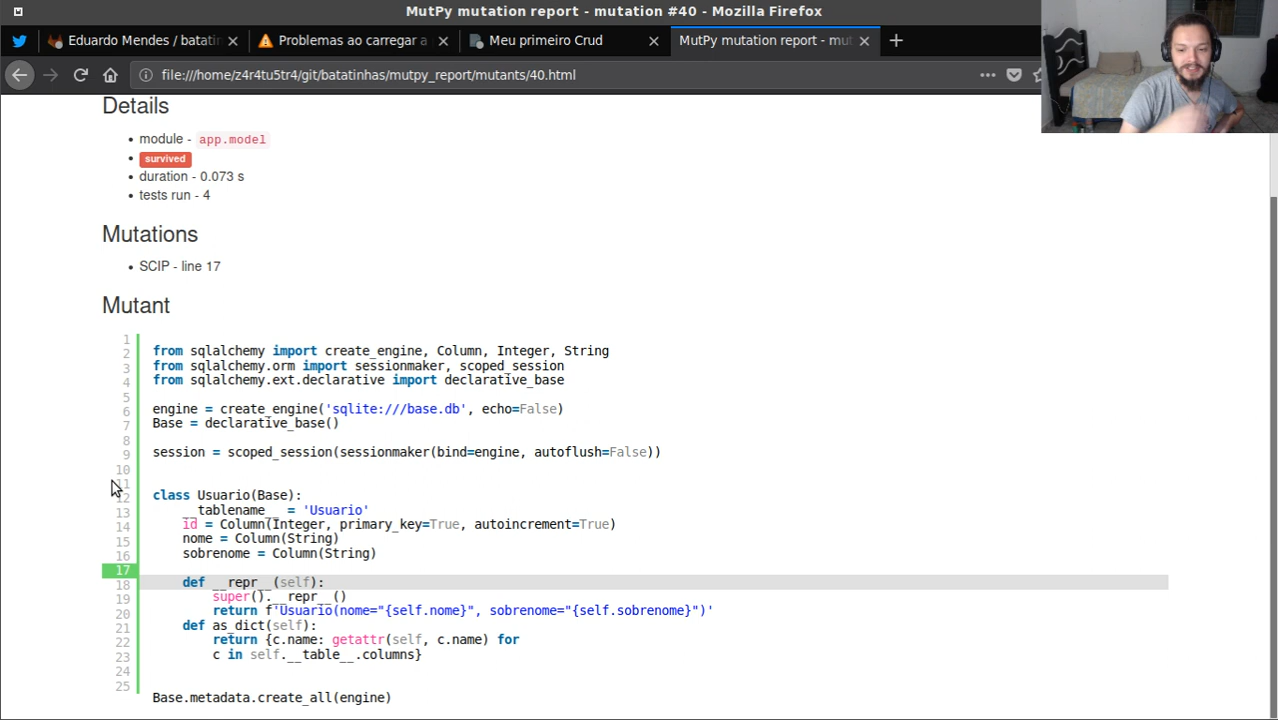 MutPy mutation report - mutation #40 - Mozilla Firefox
Eduardo Mendes / batatin
Problemas ao carregar a
Meu primeiro Crud
MutPy mutation report - mut
file:///home/z4r4tu5tr4/git/batatinhas/mutpy_report/mutants/40.html
Details
module - app.model
survived
duration - 0.073 s
tests run - 4
Mutations
SCIP - line 17
Mutant
1
2 from sqlalchemy import create_engine, Column, Integer, String
3 from sqlalchemy.orm import sessionmaker, scoped_session
4 from sqlalchemy.ext.declarative import declarative_base
5
6 engine = create_engine('sqlite:///base.db', echo=False)
7 Base = declarative_base()
8
9 session = scoped_session(sessionmaker(bind=engine, autoflush=False))
10
11
12 class Usuario(Base):
13 __tablename__ = 'Usuario'
14 id = Column(Integer, primary_key=True, autoincrement=True)
15 nome = Column(String)
16 sobrenome = Column(String)
17
18 def __repr__(self):
19 super().__repr__()
20 return f'Usuario(nome="{self.nome}", sobrenome="{self.sobrenome}")'
21 def as_dict(self):
22 return {c.name: getattr(self, c.name) for
23 c in self.__table__.columns}
24
25
Base.metadata.create_all(engine)